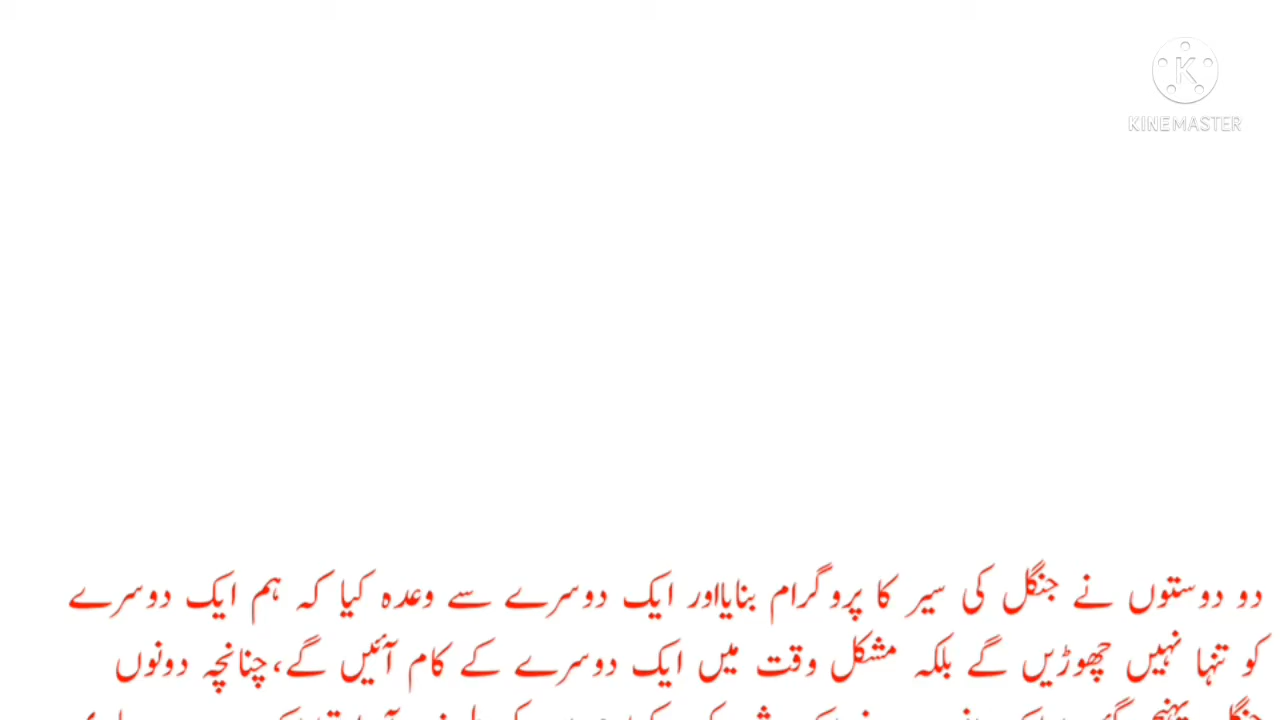 KINEMASTER
دو دوستوں نے جنگل کی سیر کا پروگرام بنایااور ایک دوسرے سے وعدہ کیا کہ ہم ایک دوسرے
کو تنہا نہیں چھوڑیں گے بلکہ مشکل وقت میں ایک دوسرے کے کام آئیں گے،چنانچہ دونوں